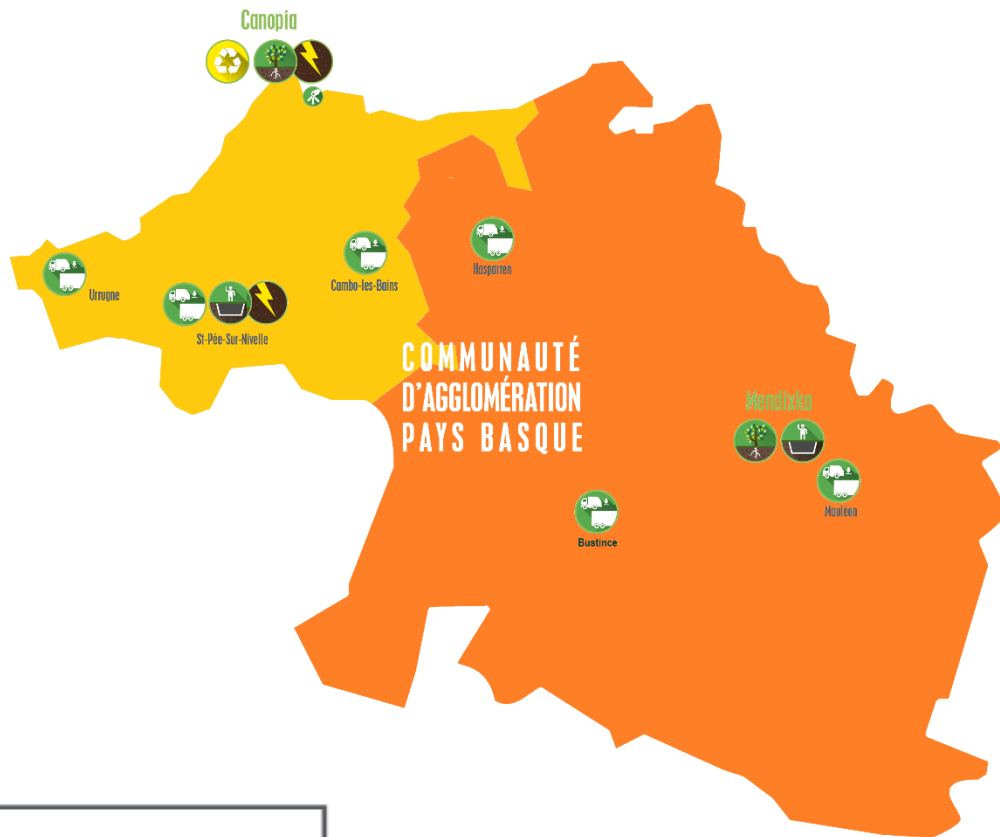 Canopia
Urrugne
St-Pée-Sur-Nivelle
Cambo-les-Bains
Hasparren
COMMUNAUTÉ
D'AGGLOMÉRATION
PAYS BASQUE
Mendixka
Mauléon
Bustince